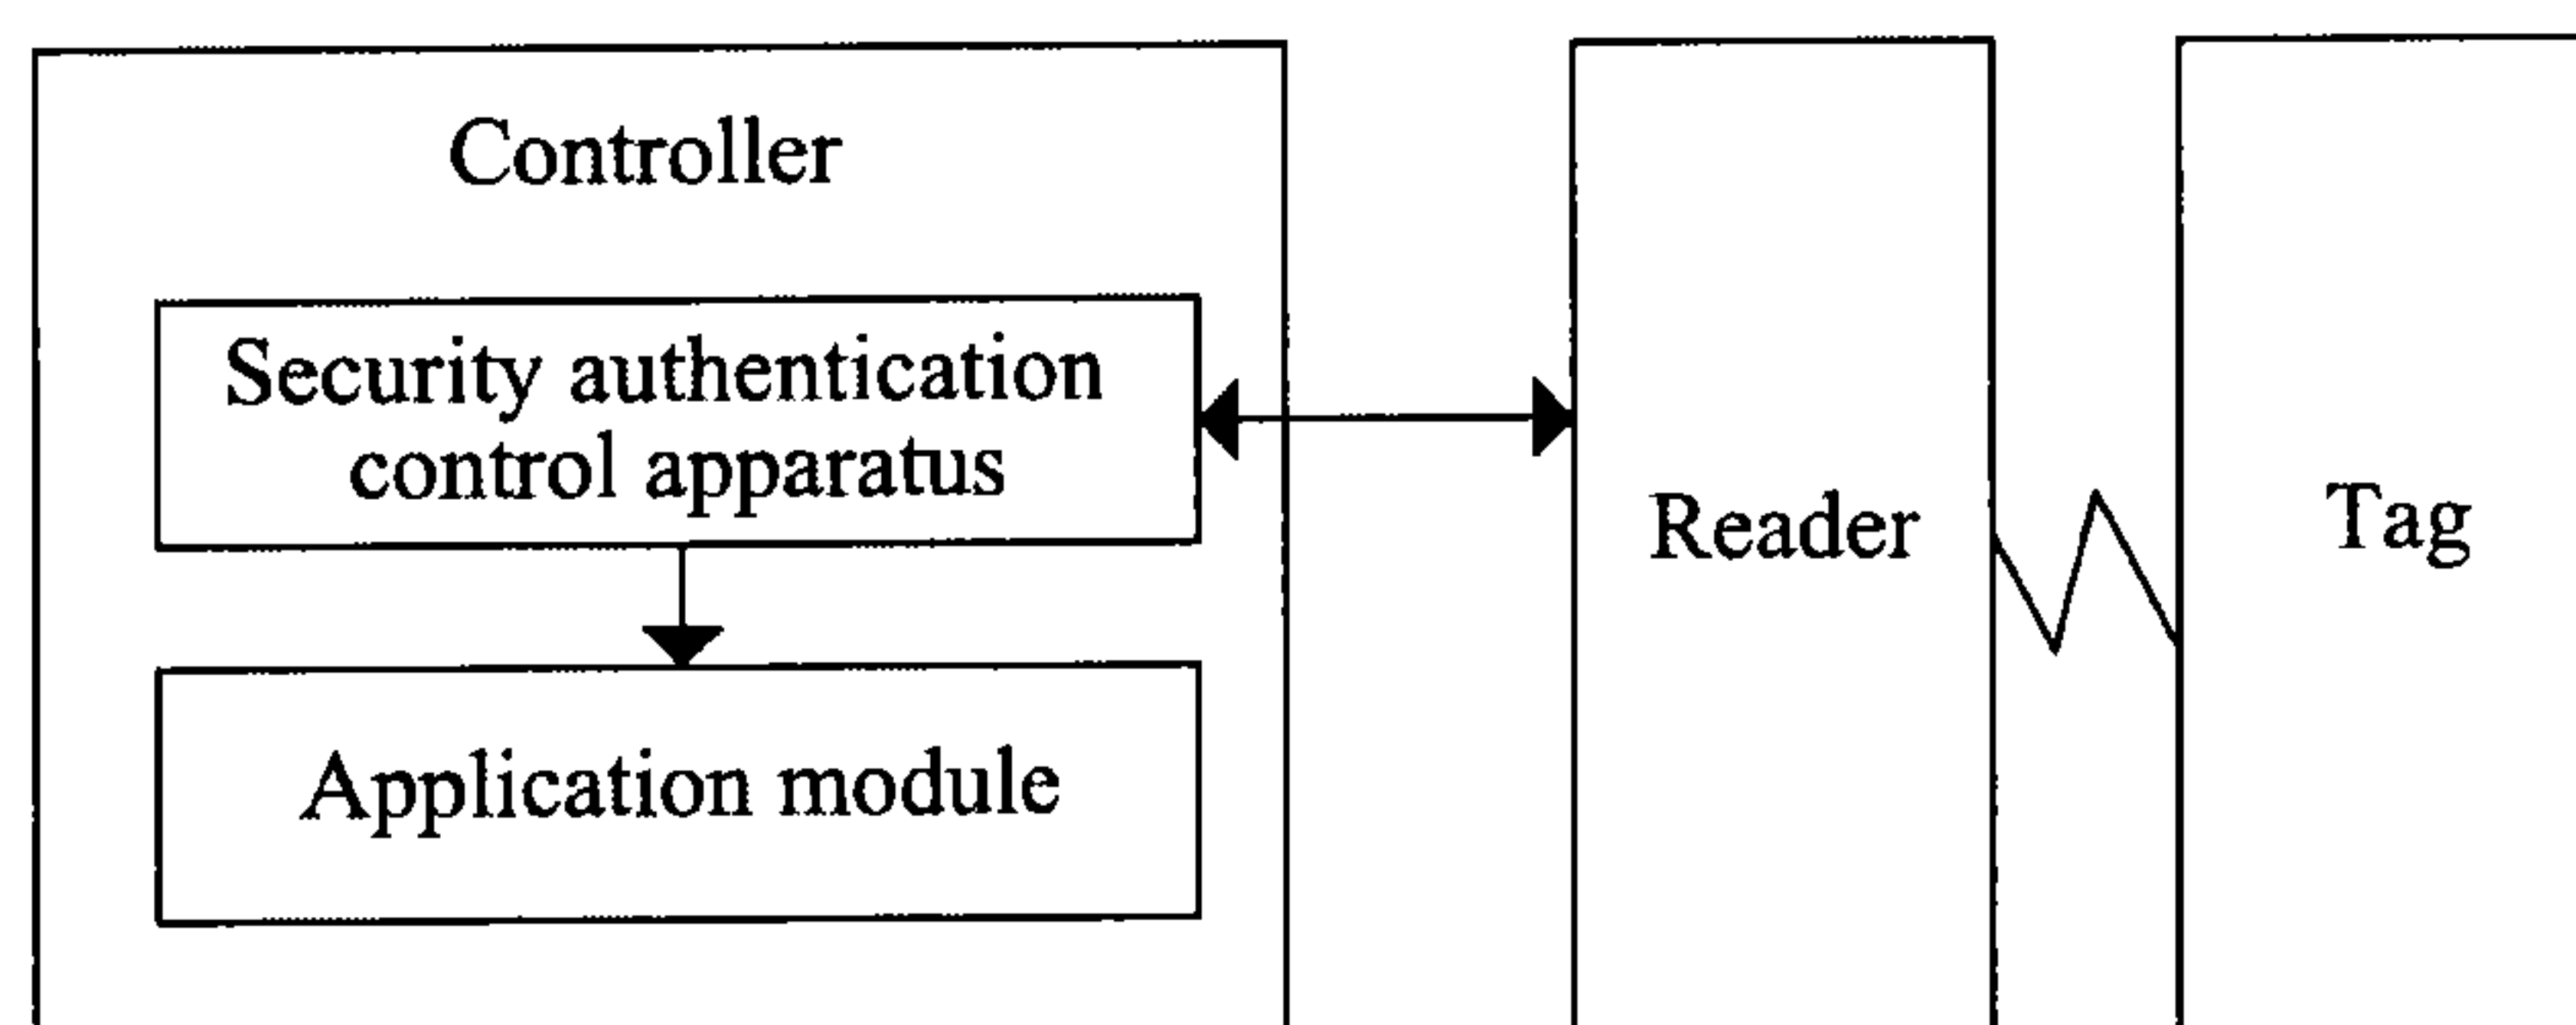 Controller
Security authentication
control apparatus
Application module
Reader
Tag